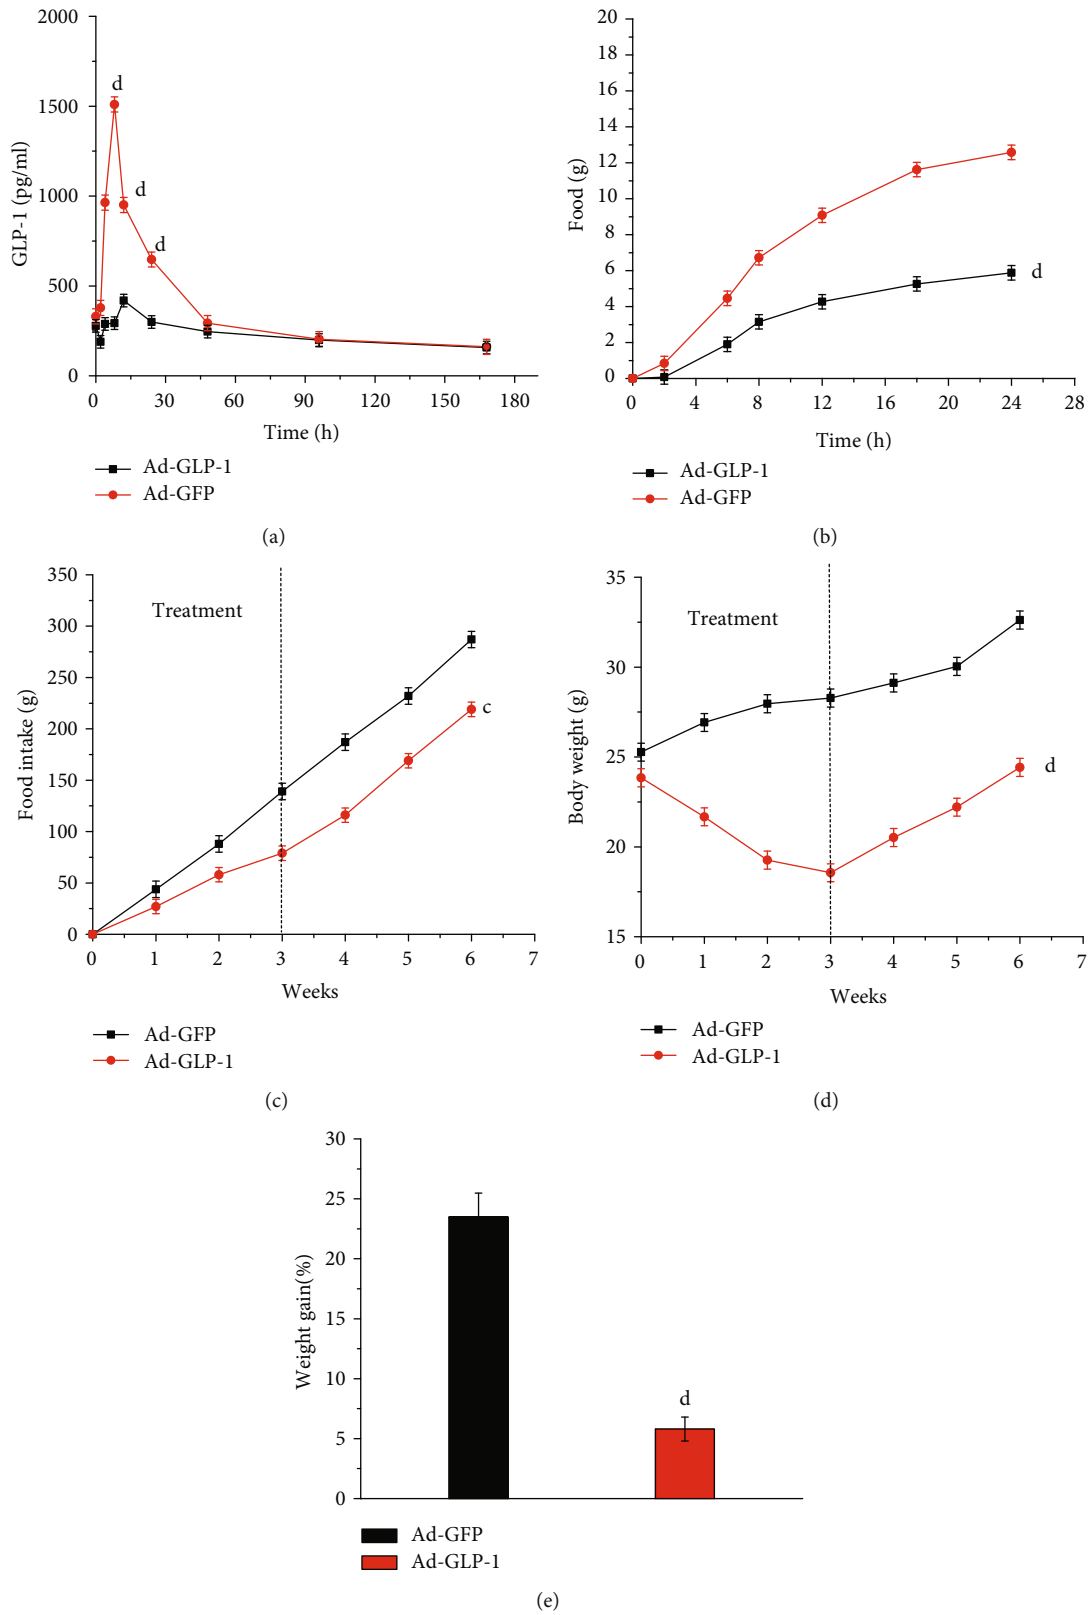 2000
1500
1000
500
0
GLP-1 (pg/ml)
d
d
d
0 30 60 90 120 150 180
Time (h)
Ad-GLP-1
Ad-GFP
(a)
20
18
16
14
12
10
8
6
4
2
0
Food (g)
d
0 4 8 12 16 20 24 28
Time (h)
Ad-GLP-1
Ad-GFP
(b)
350
300
250
200
150
100
50
0
Food intake (g)
Treatment
c
0 1 2 3 4 5 6 7
Weeks
Ad-GFP
Ad-GLP-1
(c)
35
30
25
20
15
Body weight (g)
Treatment
d
0 1 2 3 4 5 6 7
Weeks
Ad-GFP
Ad-GLP-1
(d)
30
25
20
15
10
5
0
Weight gain(%)
d
Ad-GFP
Ad-GLP-1
(e)